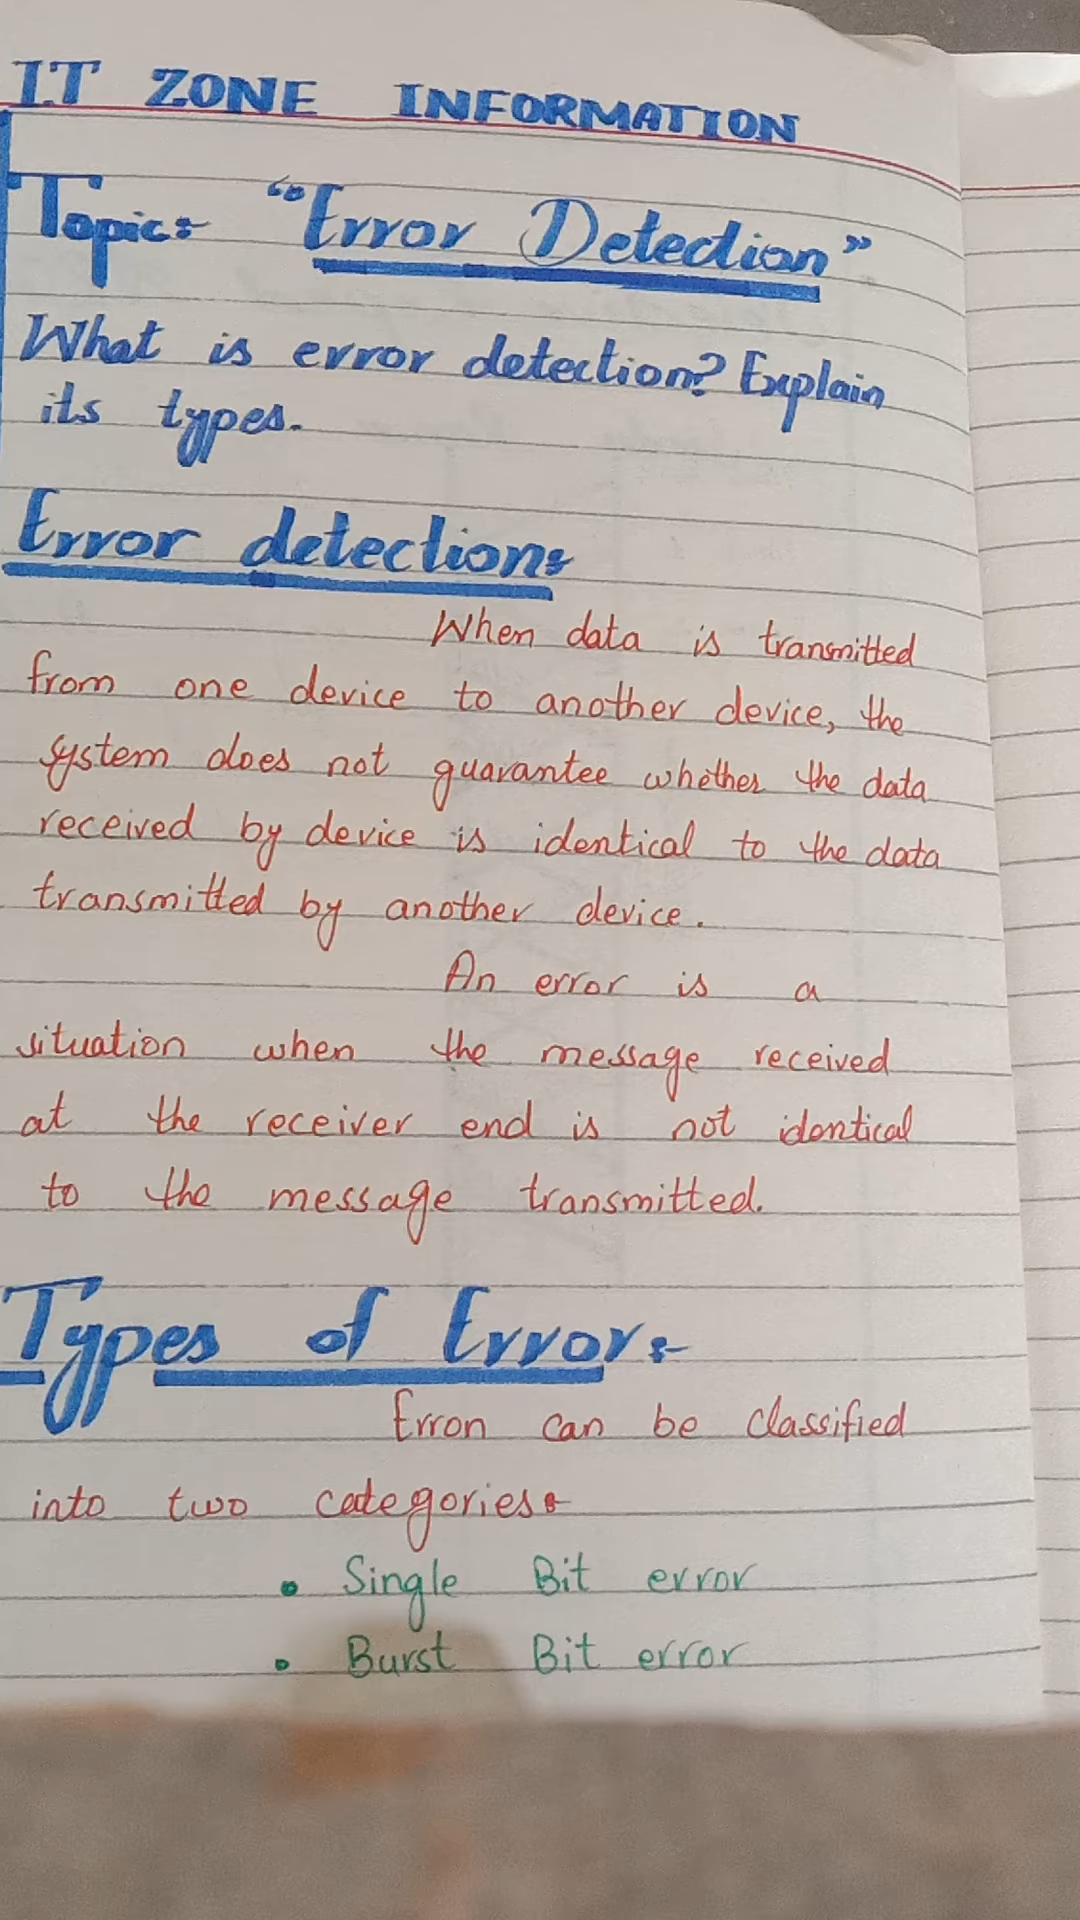 IT ZONE INFORMATION
Topic:- "Error Detection"
What is error detection? Explain
its types.
Error detection:-
When data is transmitted
from one device to another device, the
system does not guarantee whether the data
received by device is identical to the data
transmitted by another device.
An error is a
situation when the message received
at the receiver end is not identical
to the message transmitted.
Types of Error:-
Error can be classified
into two categories:-
• Single Bit error
• Burst Bit error